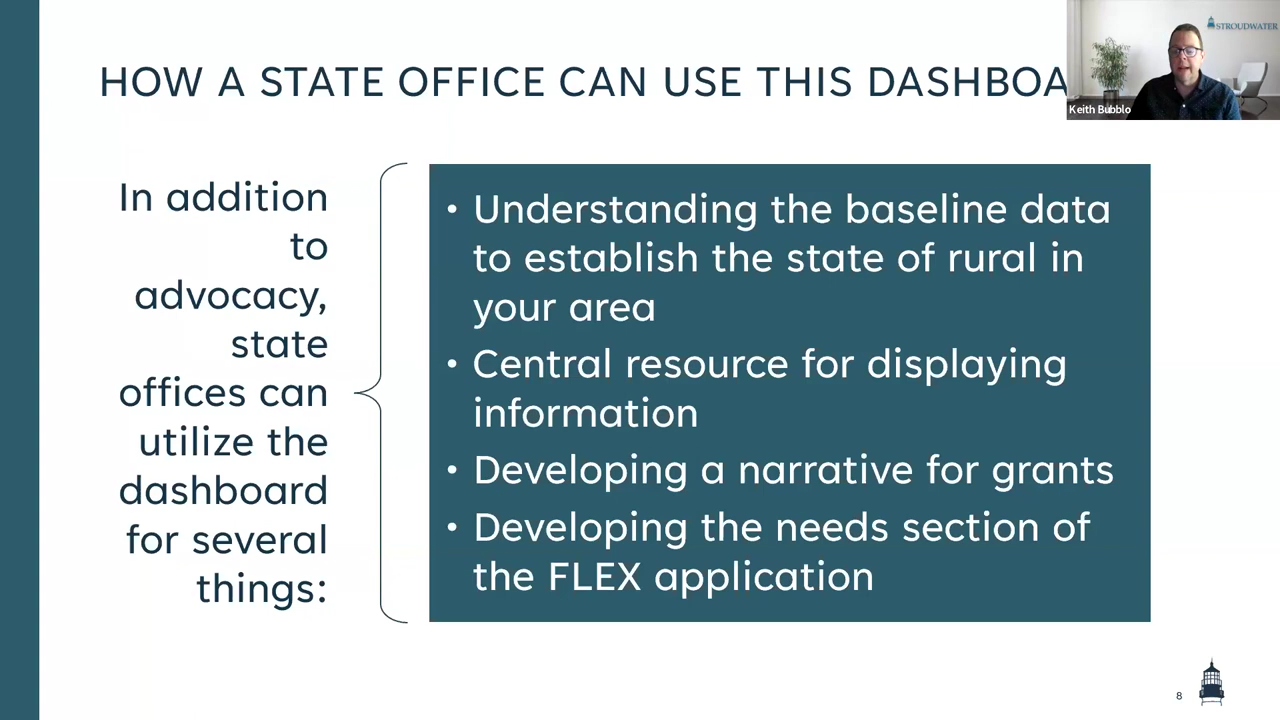 HOW A STATE OFFICE CAN USE THIS DASHBOA
STROUDWATER
Keith Bubblo
In addition
to
advocacy,
state
offices can
utilize the
dashboard
for several
things:
• Understanding the baseline data
to establish the state of rural in
your area
• Central resource for displaying
information
• Developing a narrative for grants
• Developing the needs section of
the FLEX application
8